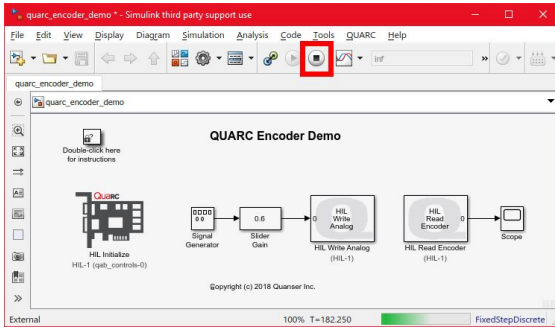 quarc_encoder_demo * - Simulink third party support use
File Edit View Display Diagram Simulation Analysis Code Tools QUARC Help
inf
»
quarc_encoder_demo
quarc_encoder_demo
QUARC Encoder Demo
Double-click here
for instructions
QuaRC
HIL Initialize
HIL-1 (qab_controls-0)
Signal
Generator
0.6
Slider
Gain
0
HIL
Write
Analog
HIL Write Analog
(HIL-1)
HIL
Read
Encoder
0
HIL Read Encoder
(HIL-1)
Scope
Copyright (c) 2018 Quanser Inc.
»
External 100% T=182.250 FixedStepDiscrete